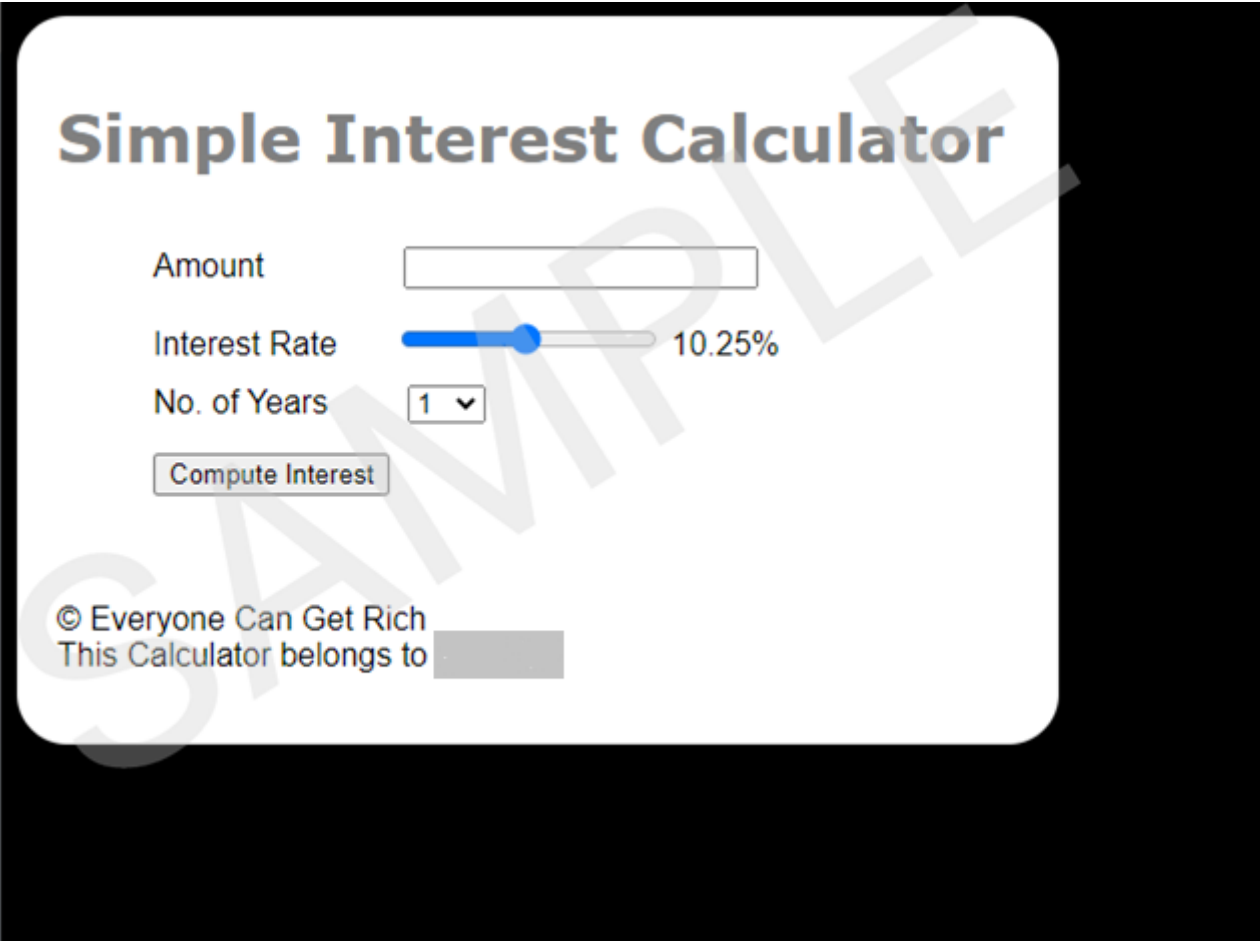 Simple Interest Calculator
Amount
Interest Rate 10.25%
No. of Years 1
Compute Interest
© Everyone Can Get Rich
This Calculator belongs to
SAMPLE